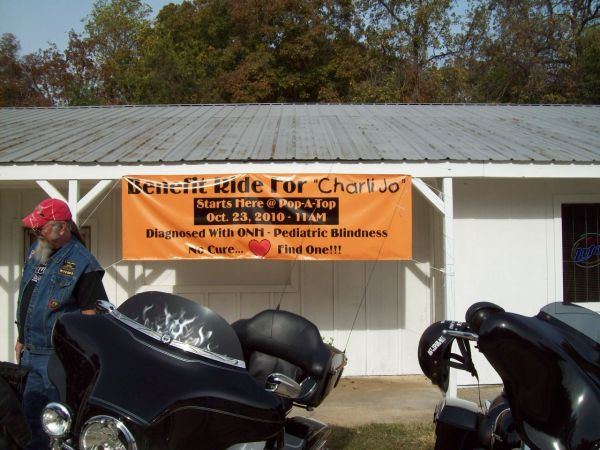 Benefit Ride For "Charli Jo"
Starts Here @ Pop-A-Top
Oct. 23, 2010 - 11AM
Diagnosed With ONH - Pediatric Blindness
No Cure... Find One!!!